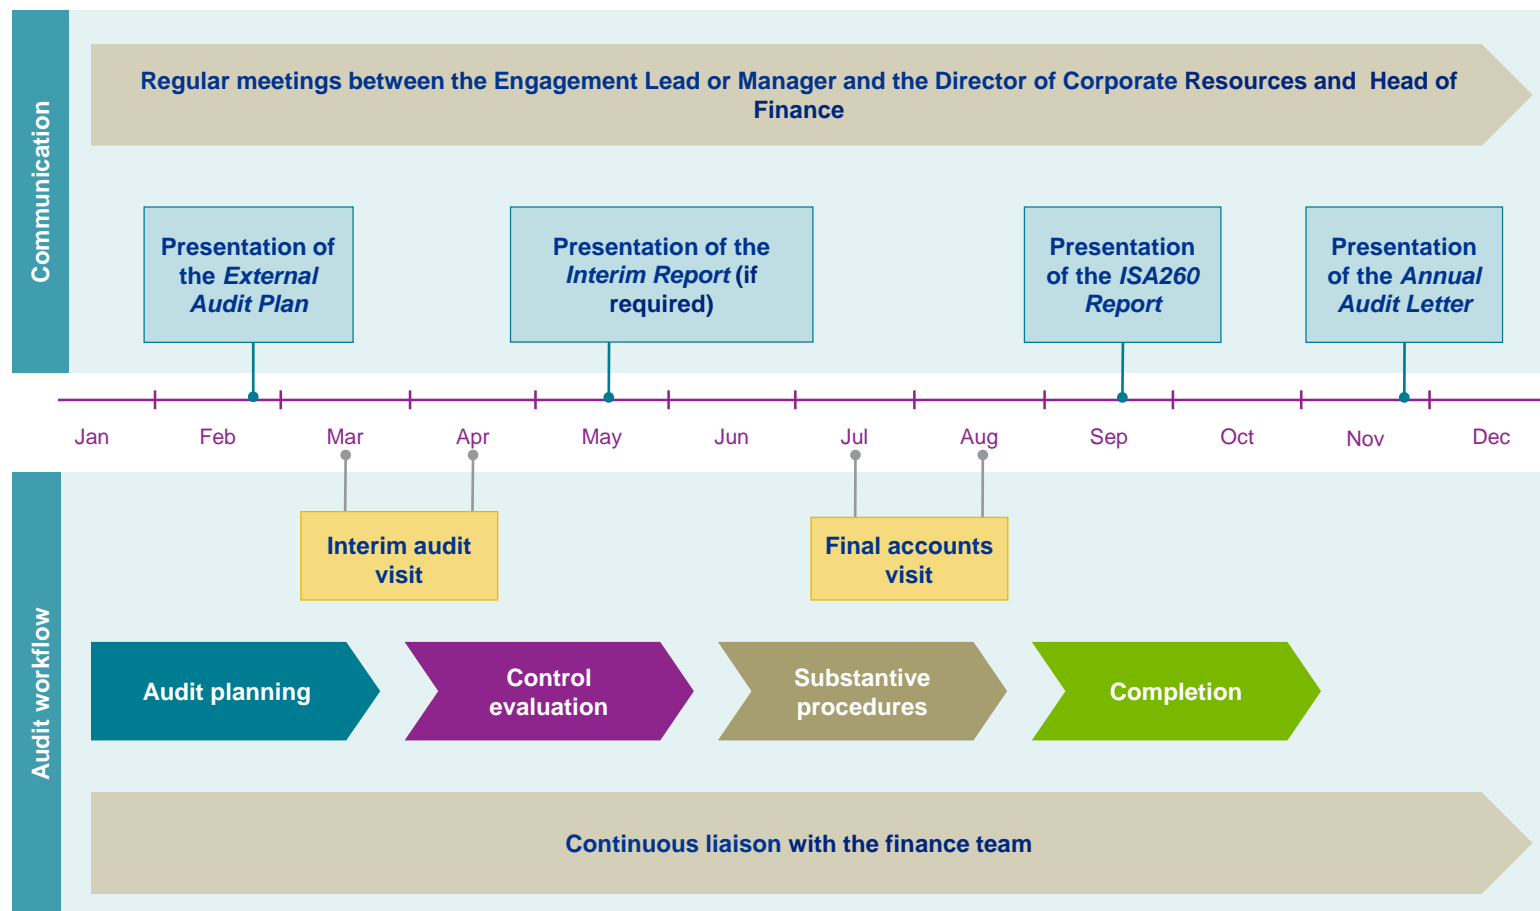 Communication
Regular meetings between the Engagement Lead or Manager and the Director of Corporate Resources and Head of
Finance
Presentation of
the External
Audit Plan
Presentation of the
Interim Report (if
required)
Presentation
of the ISA260
Report
Presentation
of the Annual
Audit Letter
Jan Feb Mar Apr May Jun Jul Aug Sep Oct Nov Dec
Audit workflow
Interim audit
visit
Final accounts
visit
Audit planning
Control
evaluation
Substantive
procedures
Completion
Continuous liaison with the finance team